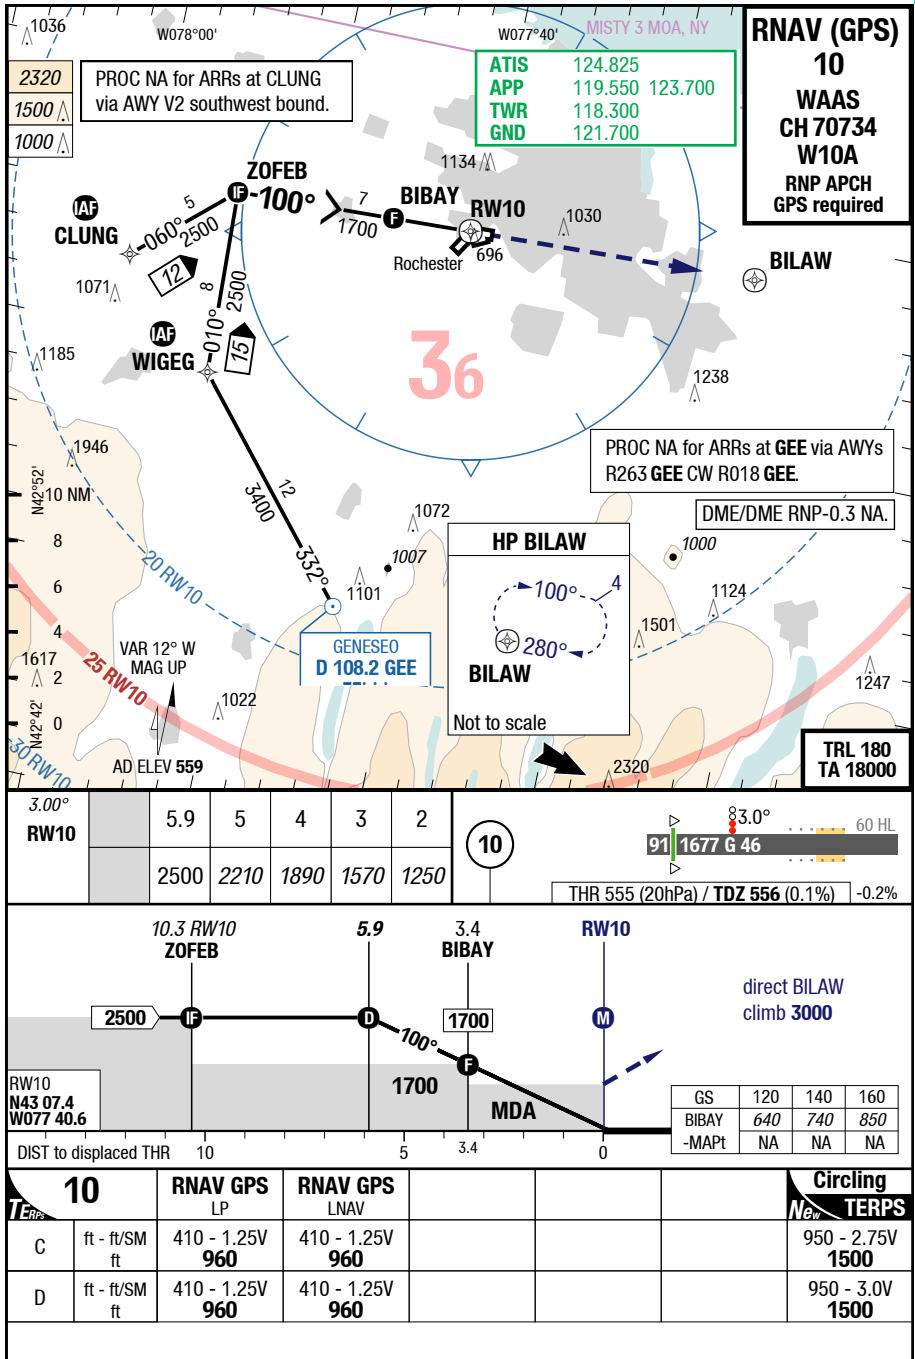 1036
W078°00'
W077°40'
MISTY 3 MOA, NY
RNAV (GPS)
10
WAAS
CH 70734
W10A
RNP APCH
GPS required
2320
1500
1000
PROC NA for ARRs at CLUNG
via AWY V2 southwest bound.
ATIS 124.825
APP 119.550 123.700
TWR 118.300
GND 121.700
1134
ZOFEB
IF
100°
7
1700
BIBAY
F
RW10
1030
IAF
CLUNG
5
060°
2500
Rochester
696
BILAW
12
1071
8
2500
010°
15
IAF
WIGEG
1185
36
1238
1946
PROC NA for ARRs at GEE via AWYs
R263 GEE CW R018 GEE.
N42°52'
10 NM
12
3400
332°
1072
DME/DME RNP-0.3 NA.
8
20 RW10
1007
HP BILAW
1000
6
1101
100°
4
1124
4
280°
1501
BILAW
VAR 12° W
MAG UP
GENESEO
D 108.2 GEE
1617
25 RW10
2
1247
1022
N42°42'
0
Not to scale
30 RW10
AD ELEV 559
2320
TRL 180
TA 18000
3.00°
RW10
5.9 5 4 3 2
2500 2210 1890 1570 1250
10
3.0°
60 HL
91 1677 G 46
THR 555 (20hPa) / TDZ 556 (0.1%) -0.2%
10.3 RW10
ZOFEB
5.9
3.4
BIBAY
RW10
direct BILAW
climb 3000
2500
IF
D
100°
1700
F
M
1700
MDA
RW10
N43 07.4
W077 40.6
GS 120 140 160
BIBAY 640 740 850
-MAPt NA NA NA
DIST to displaced THR 10 5 3.4 0
TERPS
10
RNAV GPS
LP
RNAV GPS
LNAV
Circling
New TERPS
C
ft - ft/SM
ft
410 - 1.25V
960
410 - 1.25V
960
950 - 2.75V
1500
D
ft - ft/SM
ft
410 - 1.25V
960
410 - 1.25V
960
950 - 3.0V
1500